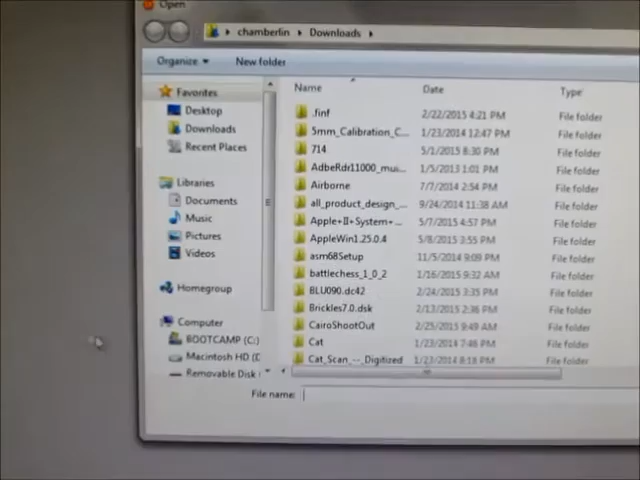 Open
chamberlin Downloads
Organize New folder
Name Date Type
Favorites
Desktop
Downloads
Recent Places
Libraries
Documents
Music
Pictures
Videos
Homegroup
Computer
BOOTCAMP (C:)
Macintosh HD (D
Removable Disk (
.finf 2/22/2015 4:21 PM File folder
5mm_Calibration_C... 1/23/2014 12:47 PM File folder
714 5/1/2015 8:30 PM File folder
AdbeRdr11000_mui... 1/5/2013 1:01 PM File folder
Airborne 7/7/2014 2:54 PM File folder
all_product_design_... 9/24/2014 11:38 AM File folder
Apple+II+System+... 5/7/2015 4:57 PM File folder
AppleWin1.25.0.4 5/8/2015 3:55 PM File folder
asm68Setup 11/5/2014 9:09 PM File folder
battlechess_1_0_2 1/16/2015 9:32 AM File folder
BLU090.dc42 2/24/2015 3:35 PM File folder
Brickles7.0.dsk 2/13/2015 2:36 PM File folder
CairoShootOut 2/25/2015 9:49 AM File folder
Cat 1/23/2014 7:46 PM File folder
Cat_Scan_--_Digitized 1/23/2014 8:18 PM File folder
File name: